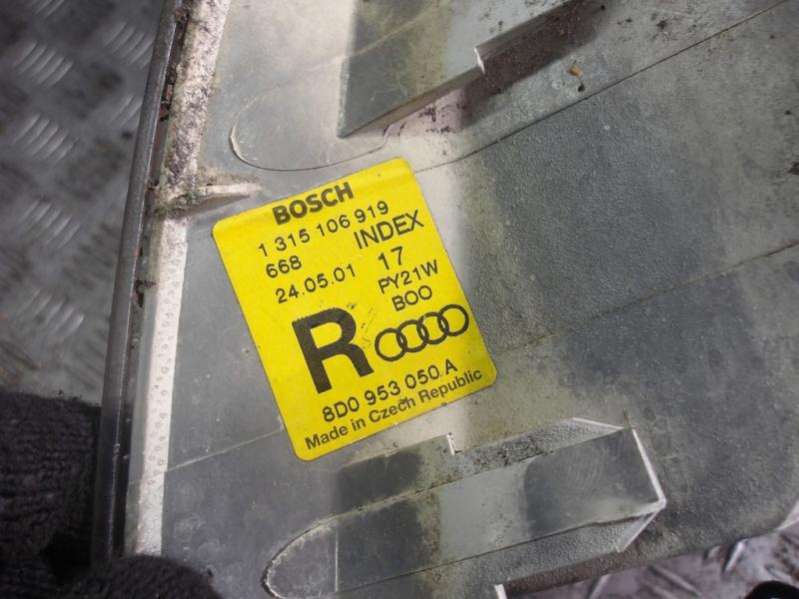 BOSCH
1 315 106 919
668 INDEX
24.05.01 17
PY21W
BOO
R
8D0 953 050 A
Made in Czech Republic